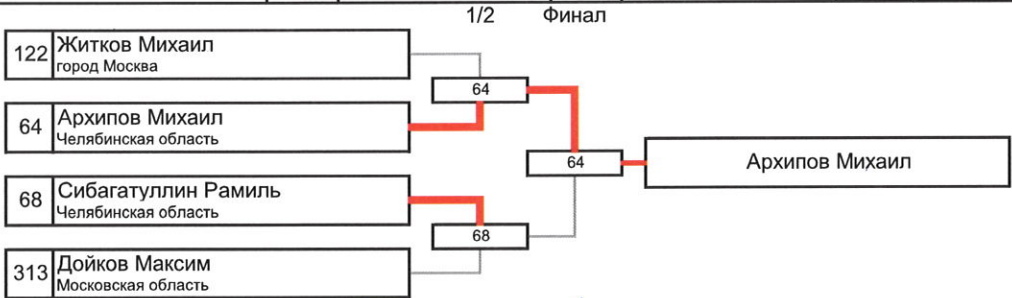 1/2 Финал
122 Житков Михаил
город Москва
64
64 Архипов Михаил
Челябинская область
64 Архипов Михаил
68 Сибагатуллин Рамиль
Челябинская область
68
313 Дойков Максим
Московская область